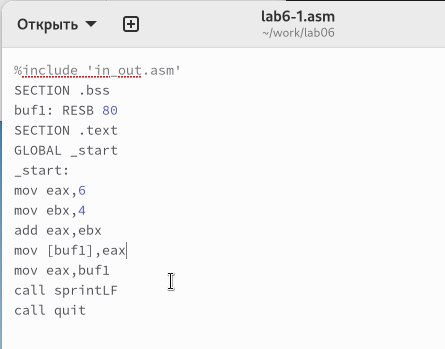 Открыть
lab6-1.asm
~/work/lab06
%include 'in_out.asm'
SECTION .bss
buf1: RESB 80
SECTION .text
GLOBAL _start
_start:
mov eax,6
mov ebx,4
add eax,ebx
mov [buf1],eax
mov eax,buf1
call sprintLF
call quit